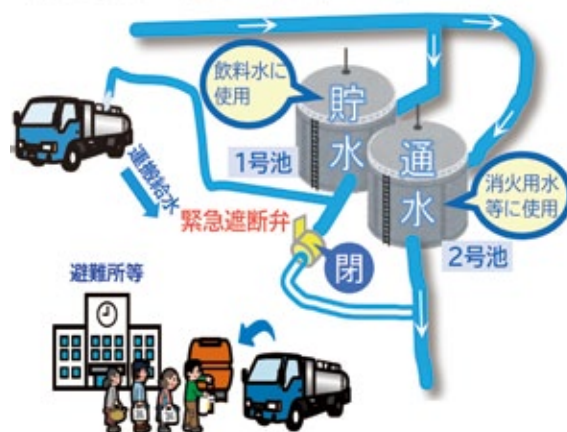 飲料水に
使用
貯水
1号池
通水
消火用水
等に使用
2号池
運搬給水
緊急遮断弁
閉
避難所等